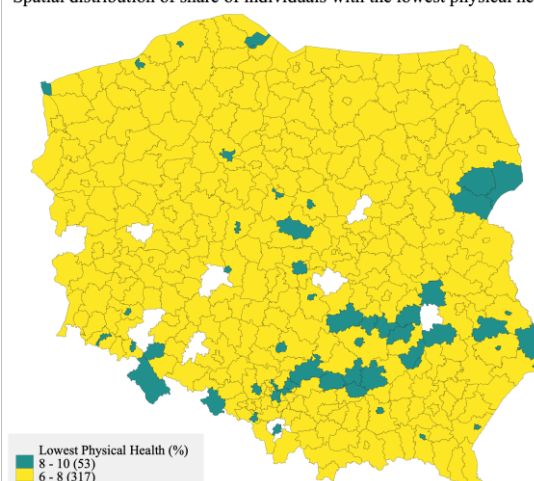 Spatial distribution of share of individuals with the lowest physical
Lowest Physical Health (%)
8 - 10 (53)
6 - 8 (317)